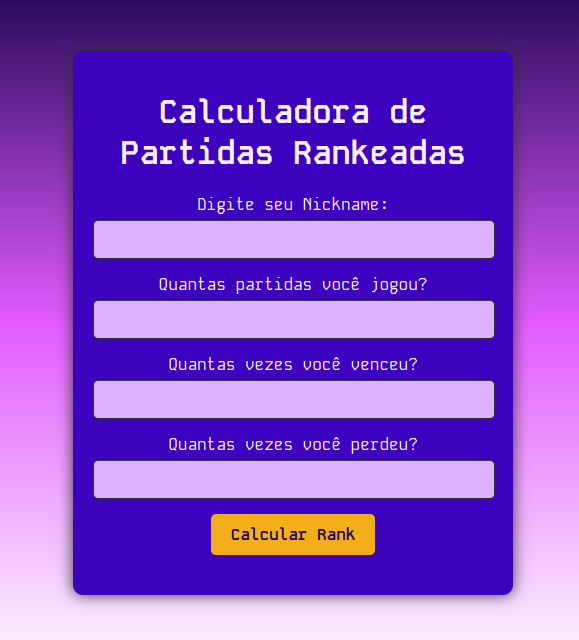 Calculadora de
Partidas Rankeadas
Digite seu Nickname:
Quantas partidas você jogou?
Quantas vezes você venceu?
Quantas vezes você perdeu?
Calcular Rank